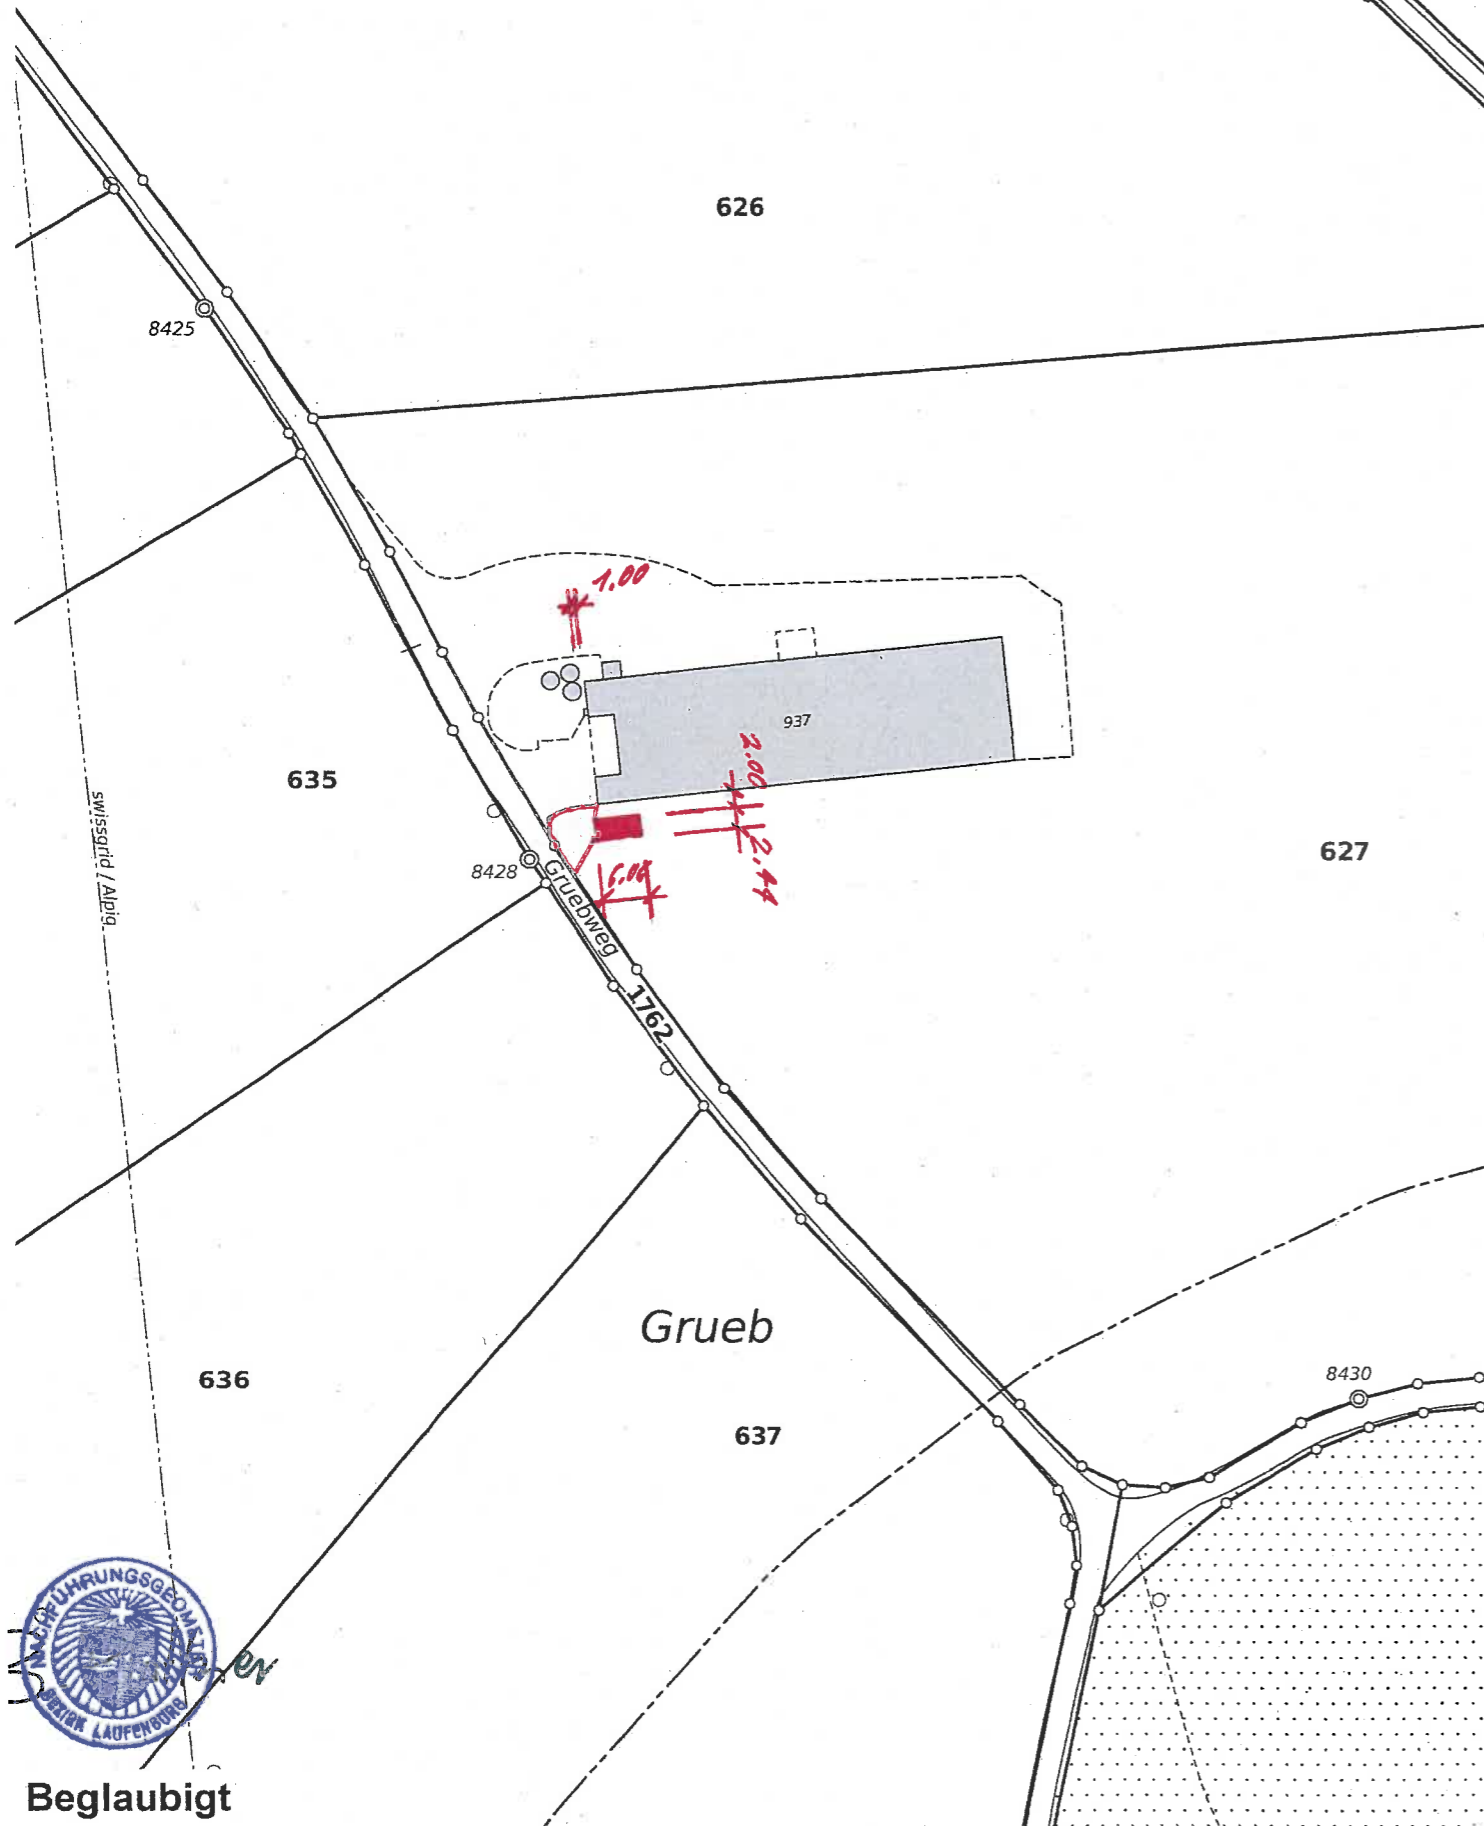 626
8425
1.00
937
2.00
635
swissgrid / Alpiq
627
8428
2.44
6.00
Gruebweg
1762
Grueb
8430
636
637
NACHFÜHRUNGSGEOMETER
BEZIRK LAUFENBURG
Beglaubigt